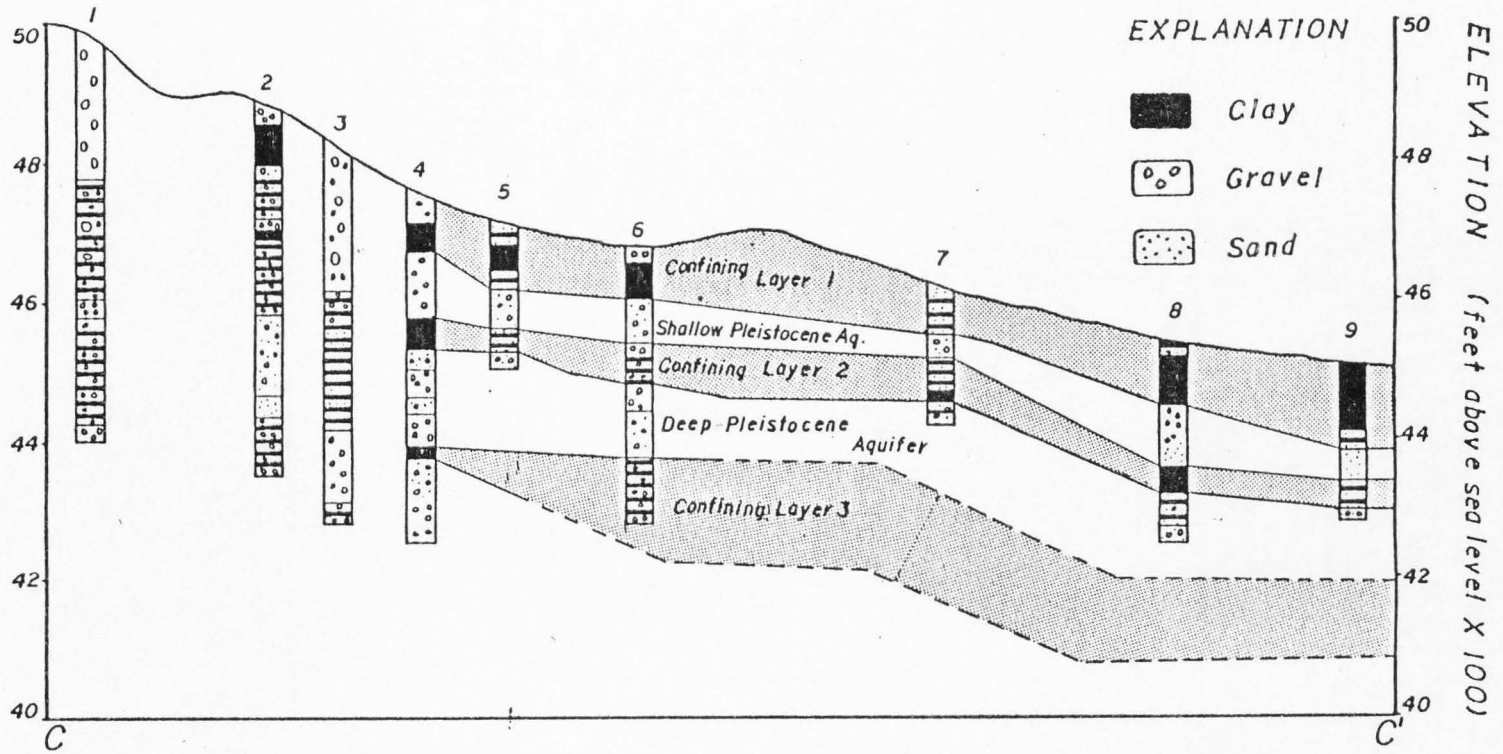 1
2
3
4
5
6
7
8
9
50
48
46
44
42
40
Confining Layer 1
Shallow Pleistocene Aq.
Confining Layer 2
Deep Pleistocene Aquifer
Confining Layer 3
C
C'
EXPLANATION
Clay
Gravel
Sand
50
48
46
44
42
40
ELEVATION (feet above sea level X 100)